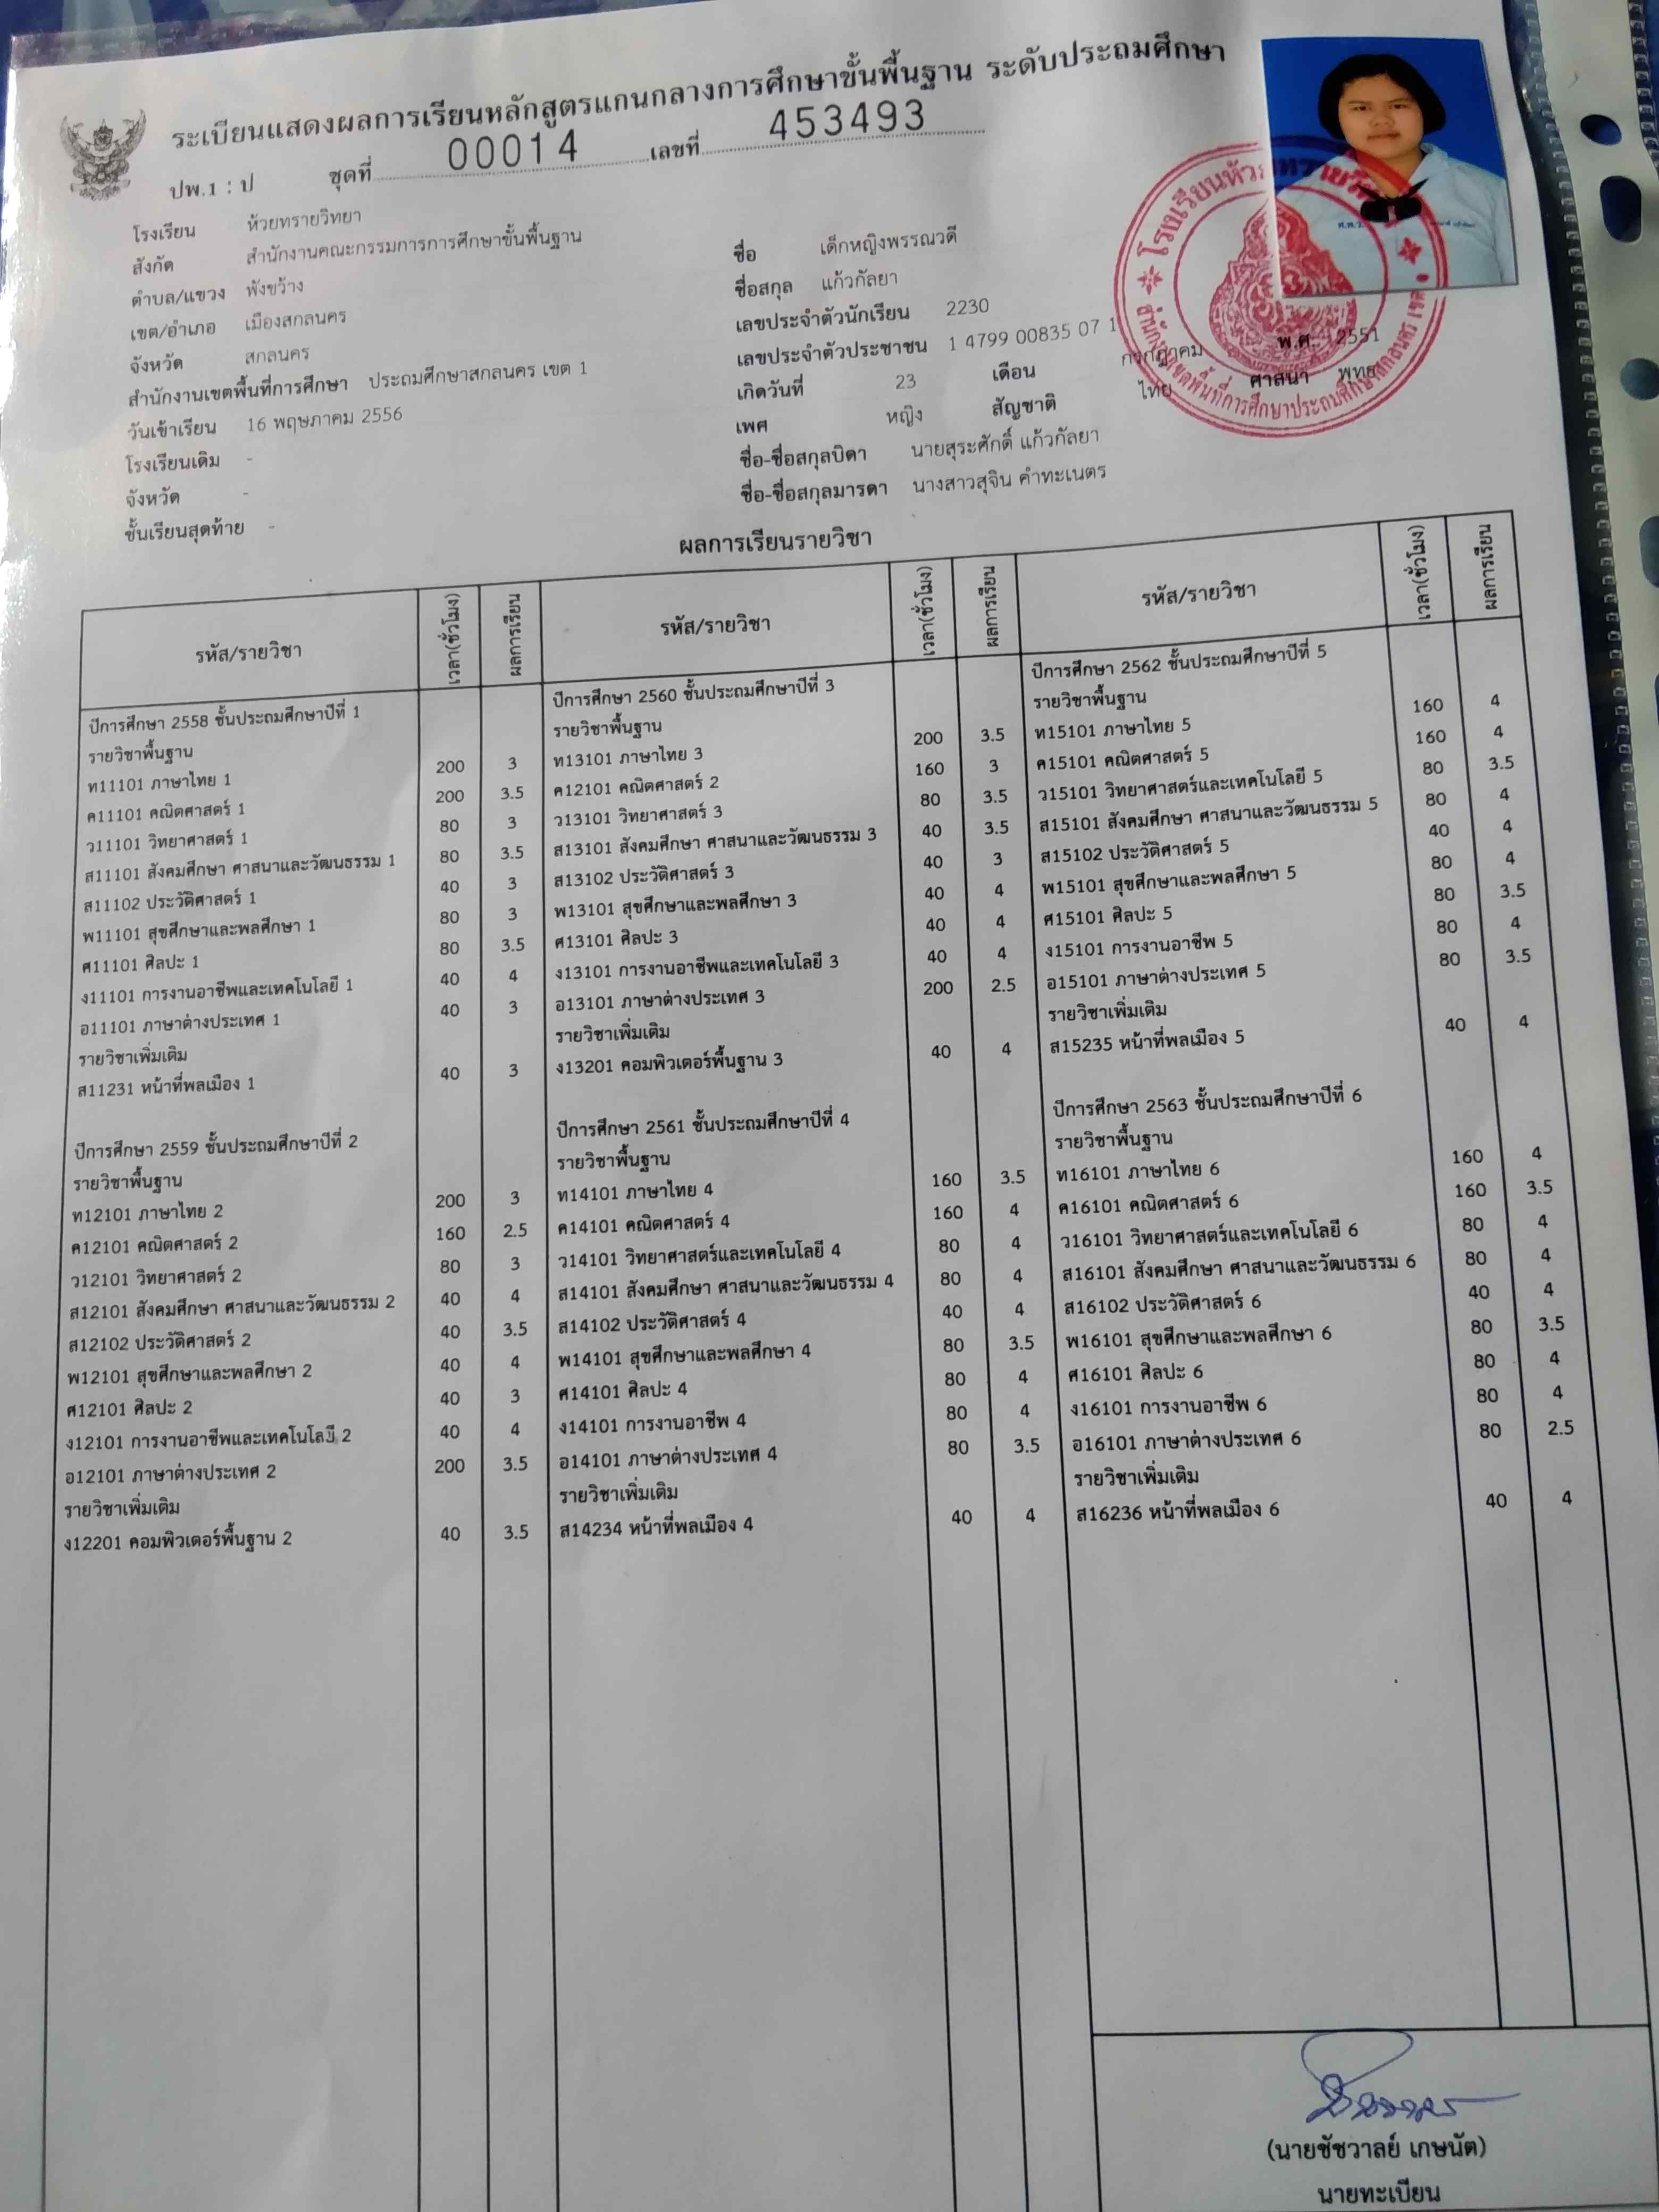 ระเบียนแสดงผลการเรียนหลักสูตรแกนกลางการศึกษาขั้นพื้นฐาน ระดับประถมศึกษา
ปพ.1 : ป ชุดที่ 00014 เลขที่ 453493
โรงเรียน ห้วยทรายวิทยา
สังกัด สำนักงานคณะกรรมการการศึกษาขั้นพื้นฐาน
ตำบล/แขวง พังขว้าง
เขต/อำเภอ เมืองสกลนคร
จังหวัด สกลนคร
สำนักงานเขตพื้นที่การศึกษา ประถมศึกษาสกลนคร เขต 1
วันเข้าเรียน 16 พฤษภาคม 2556
โรงเรียนเดิม -
จังหวัด -
ชั้นเรียนสุดท้าย -
ชื่อ เด็กหญิงพรรณวดี
ชื่อสกุล แก้วกัลยา
เลขประจำตัวนักเรียน 2230
เลขประจำตัวประชาชน 1 4799 00835 07 1
เกิดวันที่ 23 เดือน กรกฎาคม พ.ศ. 2551
เพศ หญิง สัญชาติ ไทย ศาสนา พุทธ
ชื่อ-ชื่อสกุลบิดา นายสุระศักดิ์ แก้วกัลยา
ชื่อ-ชื่อสกุลมารดา นางสาวสุจิน คำทะเนตร
ผลการเรียนรายวิชา
รหัส/รายวิชา เวลา(ชั่วโมง) ผลการเรียน
ปีการศึกษา 2558 ชั้นประถมศึกษาปีที่ 1
รายวิชาพื้นฐาน
ท11101 ภาษาไทย 1 200 3
ค11101 คณิตศาสตร์ 1 200 3.5
ว11101 วิทยาศาสตร์ 1 80 3
ส11101 สังคมศึกษา ศาสนาและวัฒนธรรม 1 80 3.5
ส11102 ประวัติศาสตร์ 1 40 3
พ11101 สุขศึกษาและพลศึกษา 1 80 3
ศ11101 ศิลปะ 1 80 3.5
ง11101 การงานอาชีพและเทคโนโลยี 1 40 4
อ11101 ภาษาต่างประเทศ 1 40 3
รายวิชาเพิ่มเติม
ส11231 หน้าที่พลเมือง 1 40 3
ปีการศึกษา 2559 ชั้นประถมศึกษาปีที่ 2
รายวิชาพื้นฐาน
ท12101 ภาษาไทย 2 200 3
ค12101 คณิตศาสตร์ 2 160 2.5
ว12101 วิทยาศาสตร์ 2 80 3
ส12101 สังคมศึกษา ศาสนาและวัฒนธรรม 2 40 4
ส12102 ประวัติศาสตร์ 2 40 3.5
พ12101 สุขศึกษาและพลศึกษา 2 40 4
ศ12101 ศิลปะ 2 40 3
ง12101 การงานอาชีพและเทคโนโลยี 2 40 4
อ12101 ภาษาต่างประเทศ 2 200 3.5
รายวิชาเพิ่มเติม
ง12201 คอมพิวเตอร์พื้นฐาน 2 40 3.5
รหัส/รายวิชา เวลา(ชั่วโมง) ผลการเรียน
ปีการศึกษา 2560 ชั้นประถมศึกษาปีที่ 3
รายวิชาพื้นฐาน
ท13101 ภาษาไทย 3 200 3.5
ค12101 คณิตศาสตร์ 2 160 3
ว13101 วิทยาศาสตร์ 3 80 3.5
ส13101 สังคมศึกษา ศาสนาและวัฒนธรรม 3 40 3.5
ส13102 ประวัติศาสตร์ 3 40 3
พ13101 สุขศึกษาและพลศึกษา 3 40 4
ศ13101 ศิลปะ 3 40 4
ง13101 การงานอาชีพและเทคโนโลยี 3 40 4
อ13101 ภาษาต่างประเทศ 3 200 2.5
รายวิชาเพิ่มเติม
ง13201 คอมพิวเตอร์พื้นฐาน 3 40 4
ปีการศึกษา 2561 ชั้นประถมศึกษาปีที่ 4
รายวิชาพื้นฐาน
ท14101 ภาษาไทย 4 160 3.5
ค14101 คณิตศาสตร์ 4 160 4
ว14101 วิทยาศาสตร์และเทคโนโลยี 4 80 4
ส14101 สังคมศึกษา ศาสนาและวัฒนธรรม 4 80 4
ส14102 ประวัติศาสตร์ 4 40 4
พ14101 สุขศึกษาและพลศึกษา 4 80 3.5
ศ14101 ศิลปะ 4 80 4
ง14101 การงานอาชีพ 4 80 4
อ14101 ภาษาต่างประเทศ 4 80 3.5
รายวิชาเพิ่มเติม
ส14234 หน้าที่พลเมือง 4 40 4
รหัส/รายวิชา เวลา(ชั่วโมง) ผลการเรียน
ปีการศึกษา 2562 ชั้นประถมศึกษาปีที่ 5
รายวิชาพื้นฐาน
ท15101 ภาษาไทย 5 160 4
ค15101 คณิตศาสตร์ 5 160 4
ว15101 วิทยาศาสตร์และเทคโนโลยี 5 80 3.5
ส15101 สังคมศึกษา ศาสนาและวัฒนธรรม 5 80 4
ส15102 ประวัติศาสตร์ 5 40 4
พ15101 สุขศึกษาและพลศึกษา 5 80 4
ศ15101 ศิลปะ 5 80 3.5
ง15101 การงานอาชีพ 5 80 4
อ15101 ภาษาต่างประเทศ 5 80 3.5
รายวิชาเพิ่มเติม
ส15235 หน้าที่พลเมือง 5 40 4
ปีการศึกษา 2563 ชั้นประถมศึกษาปีที่ 6
รายวิชาพื้นฐาน
ท16101 ภาษาไทย 6 160 4
ค16101 คณิตศาสตร์ 6 160 3.5
ว16101 วิทยาศาสตร์และเทคโนโลยี 6 80 4
ส16101 สังคมศึกษา ศาสนาและวัฒนธรรม 6 80 4
ส16102 ประวัติศาสตร์ 6 40 4
พ16101 สุขศึกษาและพลศึกษา 6 80 3.5
ศ16101 ศิลปะ 6 80 4
ง16101 การงานอาชีพ 6 80 4
อ16101 ภาษาต่างประเทศ 6 80 2.5
รายวิชาเพิ่มเติม
ส16236 หน้าที่พลเมือง 6 40 4
(นายชัชวาลย์ เกษนัต)
นายทะเบียน